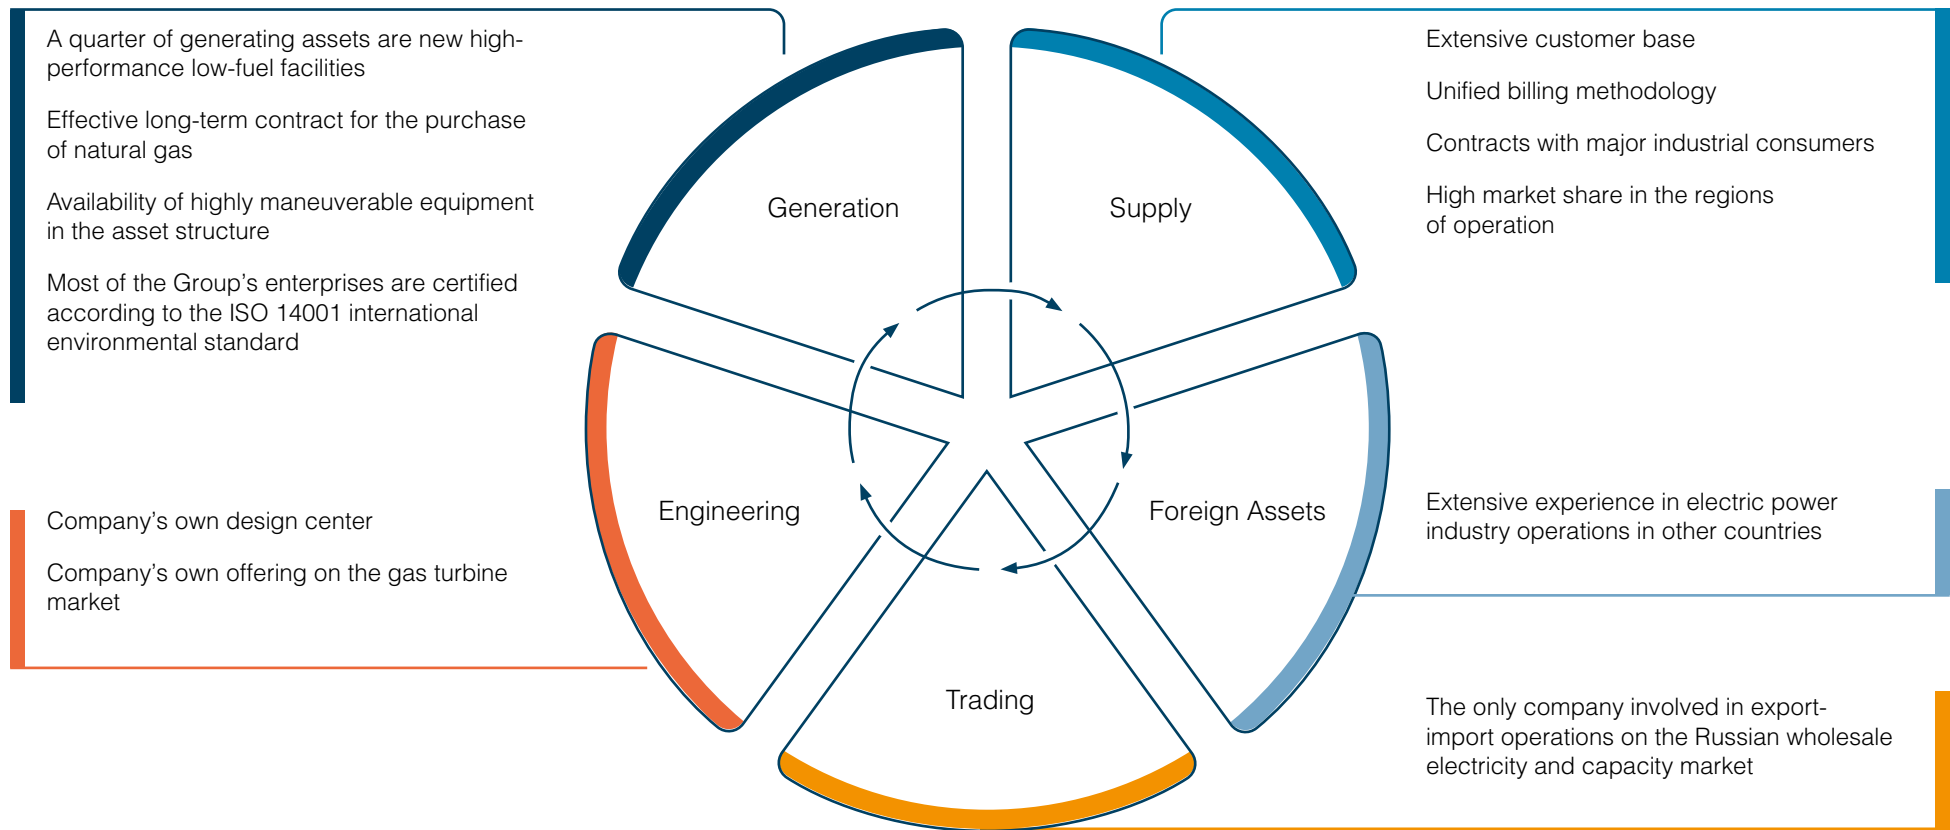 A quarter of generating assets are new high-
performance low-fuel facilities
Effective long-term contract for the purchase
of natural gas
Availability of highly maneuverable equipment
in the asset structure
Most of the Group’s enterprises are certified
according to the ISO 14001 international
environmental standard
Generation
Supply
Extensive customer base
Unified billing methodology
Contracts with major industrial consumers
High market share in the regions
of operation
Company’s own design center
Company’s own offering on the gas turbine
market
Engineering
Foreign Assets
Extensive experience in electric power
industry operations in other countries
Trading
The only company involved in export-
import operations on the Russian wholesale
electricity and capacity market